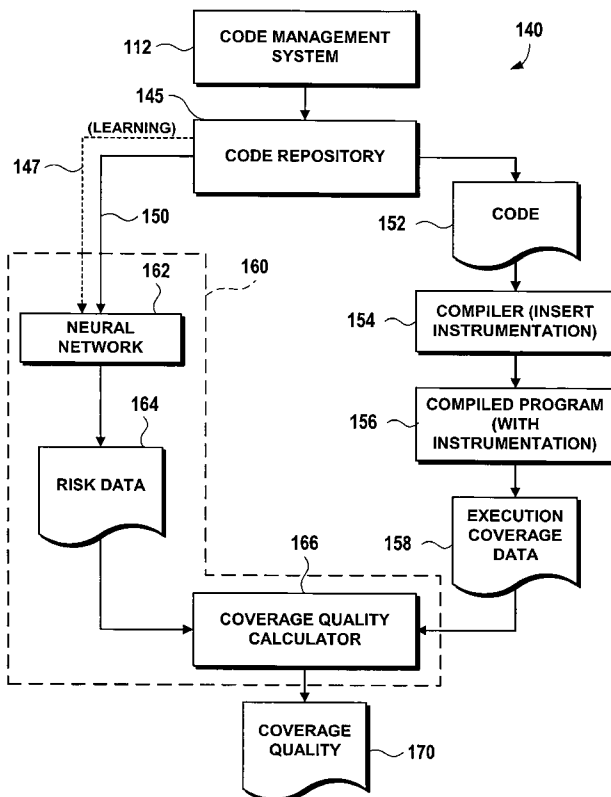 CODE MANAGEMENT
SYSTEM
112
140
145
(LEARNING)
CODE REPOSITORY
147
150
CODE
152
160
162
NEURAL
NETWORK
COMPILER (INSERT
INSTRUMENTATION)
154
COMPILED PROGRAM
(WITH
INSTRUMENTATION)
156
164
RISK DATA
EXECUTION
COVERAGE
DATA
158
166
COVERAGE QUALITY
CALCULATOR
COVERAGE
QUALITY
170